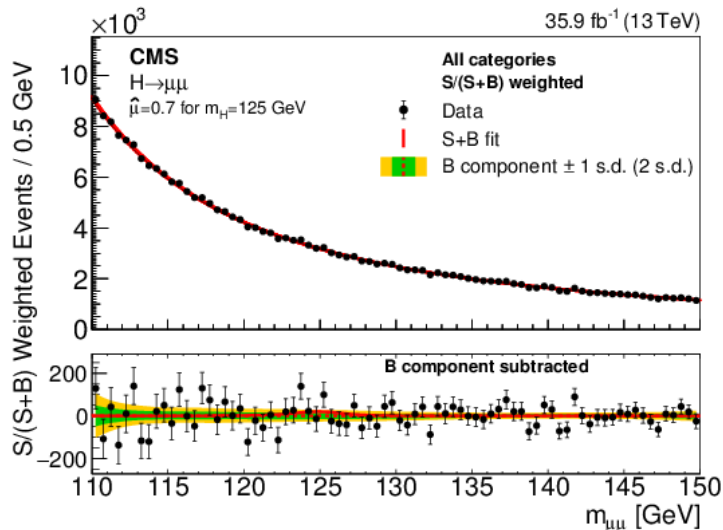 ×10³
35.9 fb⁻¹ (13 TeV)
CMS
H→μμ
μ̂=0.7 for m_H=125 GeV
All categories
S/(S+B) weighted
Data
S+B fit
B component ± 1 s.d. (2 s.d.)
S/(S+B) Weighted Events / 0.5 GeV
10
8
6
4
2
0
B component subtracted
200
0
−200
110 115 120 125 130 135 140 145 150
m_μμ [GeV]